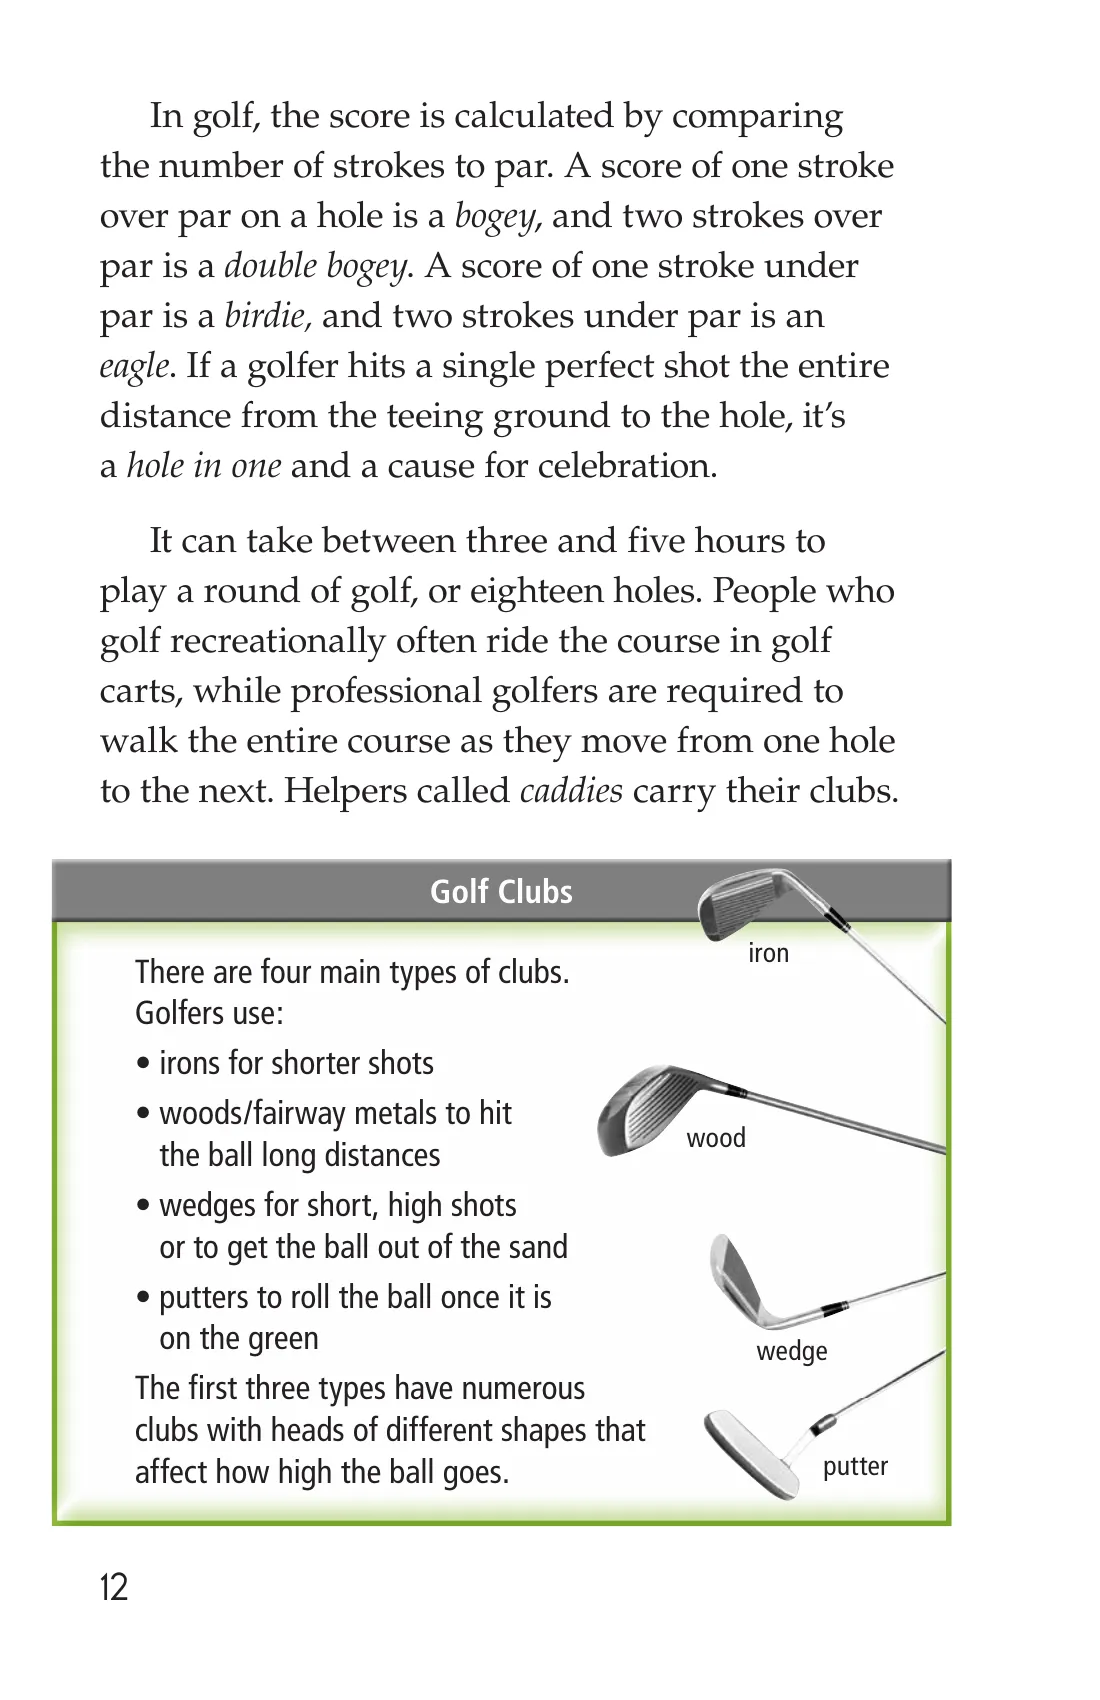 In golf, the score is calculated by comparing
the number of strokes to par. A score of one stroke
over par on a hole is a bogey, and two strokes over
par is a double bogey. A score of one stroke under
par is a birdie, and two strokes under par is an
eagle. If a golfer hits a single perfect shot the entire
distance from the teeing ground to the hole, it’s
a hole in one and a cause for celebration.
It can take between three and five hours to
play a round of golf, or eighteen holes. People who
golf recreationally often ride the course in golf
carts, while professional golfers are required to
walk the entire course as they move from one hole
to the next. Helpers called caddies carry their clubs.
Golf Clubs
There are four main types of clubs.
Golfers use:
• irons for shorter shots
• woods/fairway metals to hit
the ball long distances
• wedges for short, high shots
or to get the ball out of the sand
• putters to roll the ball once it is
on the green
The first three types have numerous
clubs with heads of different shapes that
affect how high the ball goes.
iron
wood
wedge
putter
12